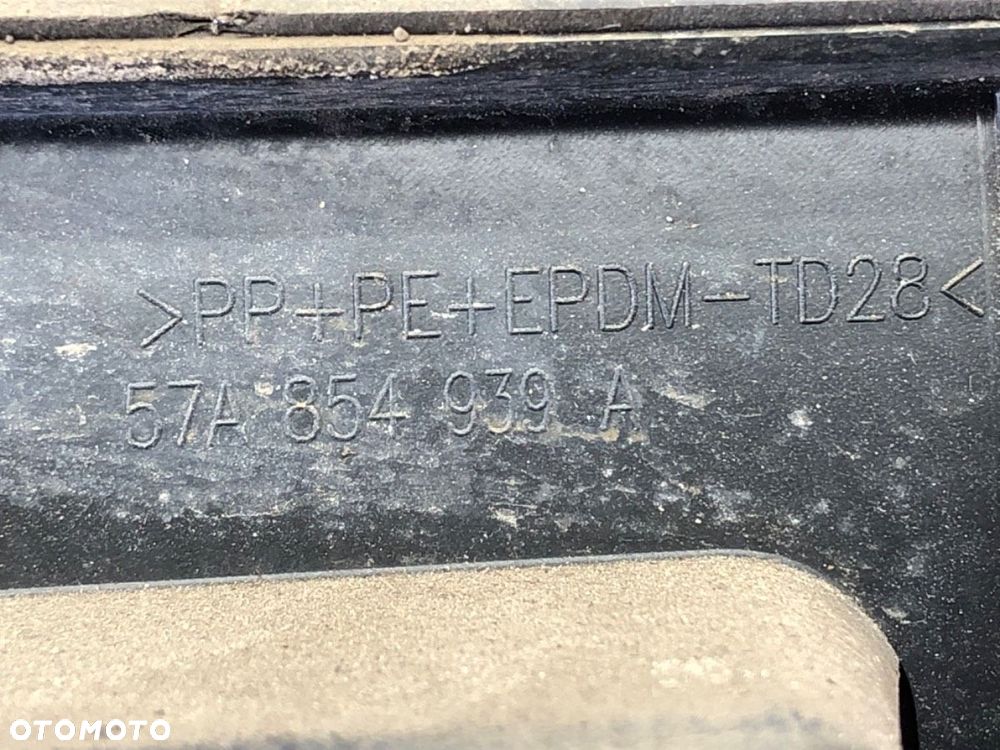 >PP+PE+EPDM-TD28<
57A 854 939 A
OTOMOTO